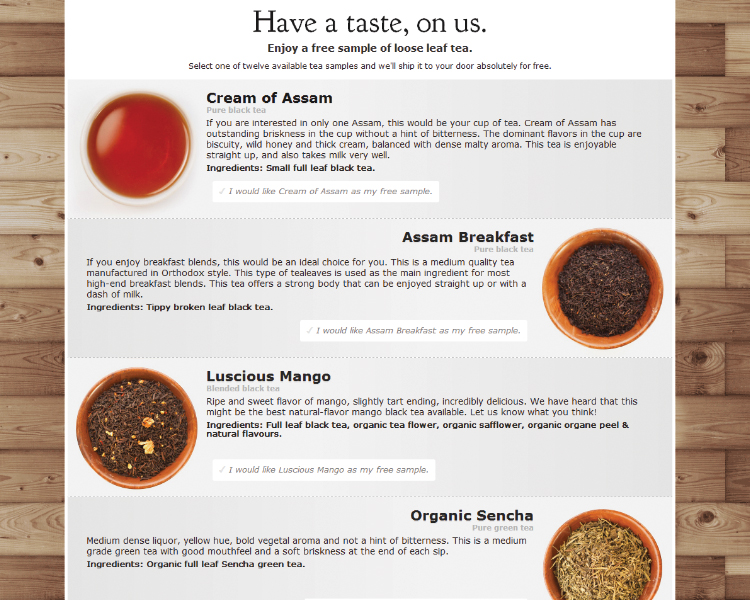 Have a taste, on us.
Enjoy a free sample of loose leaf tea.
Select one of twelve available tea samples and we'll ship it to your door absolutely for free.
Cream of Assam
Pure black tea
If you are interested in only one Assam, this would be your cup of tea. Cream of Assam has
outstanding briskness in the cup without a hint of bitterness. The dominant flavors in the cup are
biscuity, wild honey and thick cream, balanced with dense malty aroma. This tea is enjoyable
straight up, and also takes milk very well.
Ingredients: Small full leaf black tea.
✓ I would like Cream of Assam as my free sample.
Assam Breakfast
Pure black tea
If you enjoy breakfast blends, this would be an ideal choice for you. This is a medium quality tea
manufactured in Orthodox style. This type of tealeaves is used as the main ingredient for most
high-end breakfast blends. This tea offers a strong body that can be enjoyed straight up or with a
dash of milk.
Ingredients: Tippy broken leaf black tea.
✓ I would like Assam Breakfast as my free sample.
Luscious Mango
Blended black tea
Ripe and sweet flavor of mango, slightly tart ending, incredibly delicious. We have heard that this
might be the best natural-flavor mango black tea available. Let us know what you think!
Ingredients: Full leaf black tea, organic tea flower, organic safflower, organic organe peel &
natural flavours.
✓ I would like Luscious Mango as my free sample.
Organic Sencha
Pure green tea
Medium dense liquor, yellow hue, bold vegetal aroma and not a hint of bitterness. This is a medium
grade green tea with good mouthfeel and a soft briskness at the end of each sip.
Ingredients: Organic full leaf Sencha green tea.